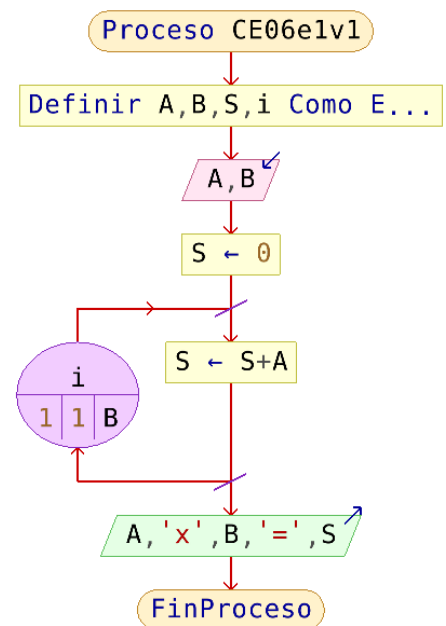 Proceso CE06e1v1
Definir A,B,S,i Como E...
A,B
S ← 0
S ← S+A
i
1 1 B
A,'x',B,'=',S
FinProceso